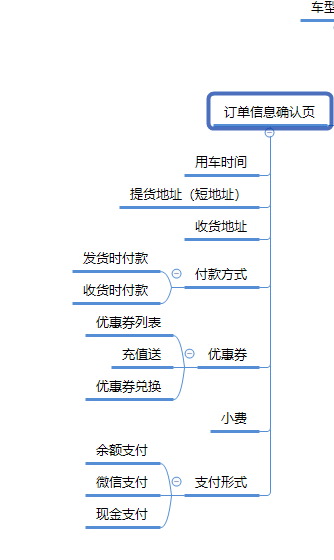 车型
订单信息确认页
用车时间
提货地址（短地址）
收货地址
付款方式
发货时付款
收货时付款
优惠券
优惠券列表
充值送
优惠券兑换
小费
支付形式
余额支付
微信支付
现金支付